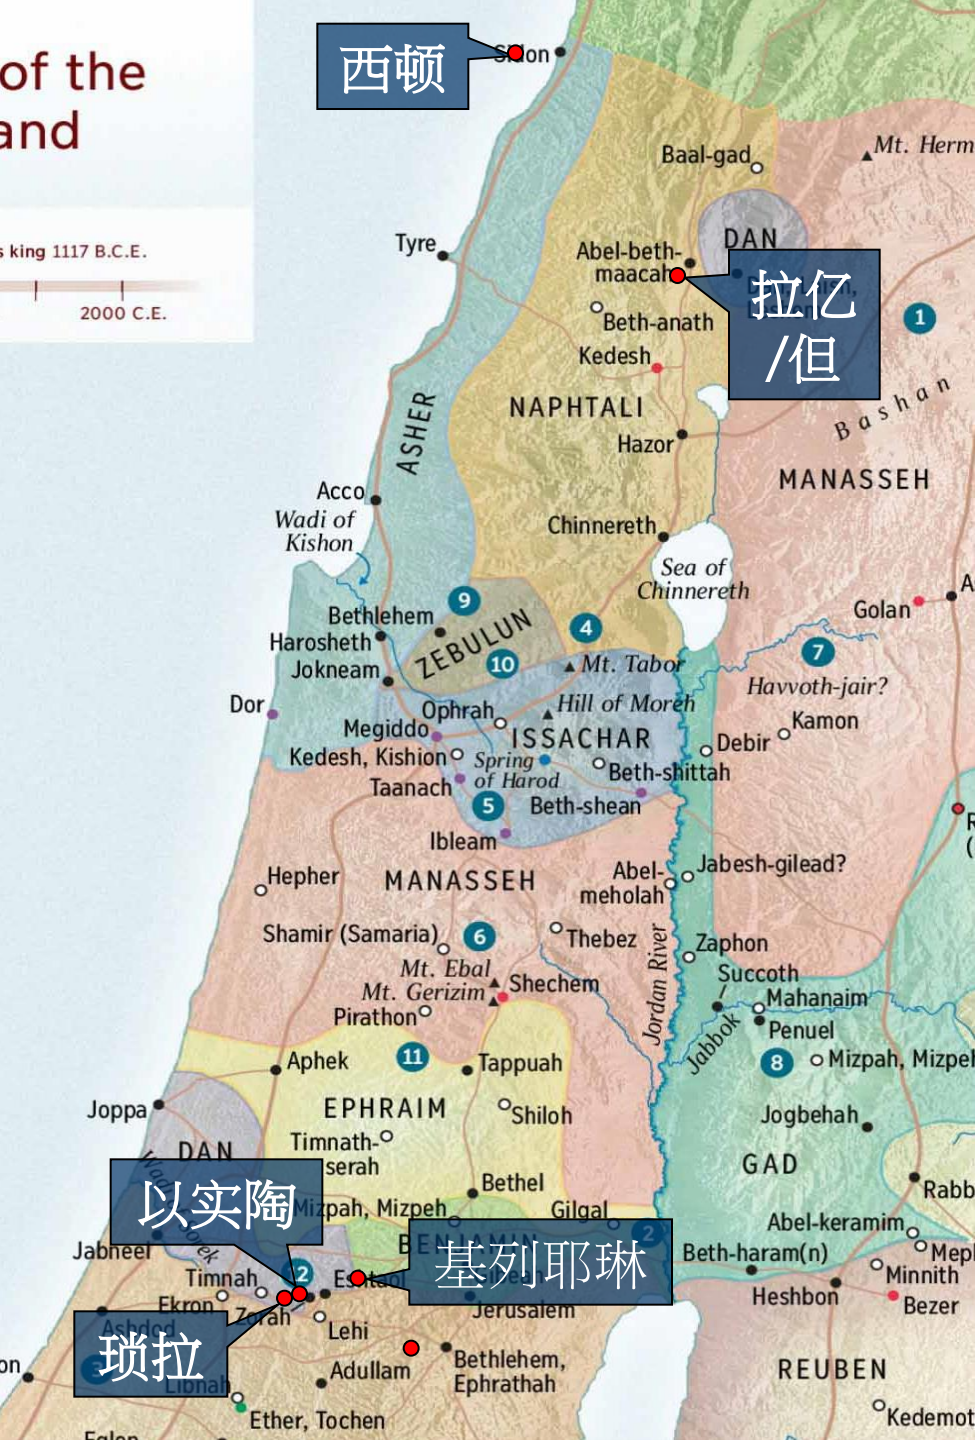 of the
and
s king 1117 B.C.E.
2000 C.E.
西顿
Sidon
Baal-gad
Mt. Herm
Tyre
DAN
Abel-beth-
maacah
拉亿
/但
1
Beth-anath
Kedesh
Bashan
NAPHTALI
ASHER
Hazor
MANASSEH
Acco
Wadi of
Kishon
Chinnereth
Sea of
Chinnereth
Golan
9
Bethlehem
Harosheth
ZEBULUN
4
7
10
Jokneam
Mt. Tabor
Havvoth-jair?
Dor
Ophrah
Hill of Moreh
Kamon
Megiddo
ISSACHAR
Debir
Kedesh, Kishion
Spring
of Harod
Beth-shittah
Taanach
5
Beth-shean
Ibleam
Hepher
MANASSEH
Abel-
meholah
Jabesh-gilead?
Shamir (Samaria)
6
Thebez
Zaphon
Mt. Ebal
Mt. Gerizim
Shechem
Jordan River
Succoth
Mahanaim
Pirathon
Penuel
Jabbok
Aphek
11
Tappuah
8
Mizpah, Mizpeh
Joppa
EPHRAIM
Shiloh
Jogbehah
Timnath-
serah
DAN
GAD
Bethel
Rabb
以实陶
Mizpah, Mizpeh
Gilgal
Abel-keramim
2
Jabneel
BENJAMIN
基列耶琳
Beth-haram(n)
Meph
Timnah
12
Eshtaol
Minnith
Ekron
Zorah
Jerusalem
Heshbon
Bezer
Ashdod
Lehi
琐拉
3
Adullam
Bethlehem,
Ephrathah
REUBEN
on
Libnah
Ether, Tochen
Kedemot
Eglon